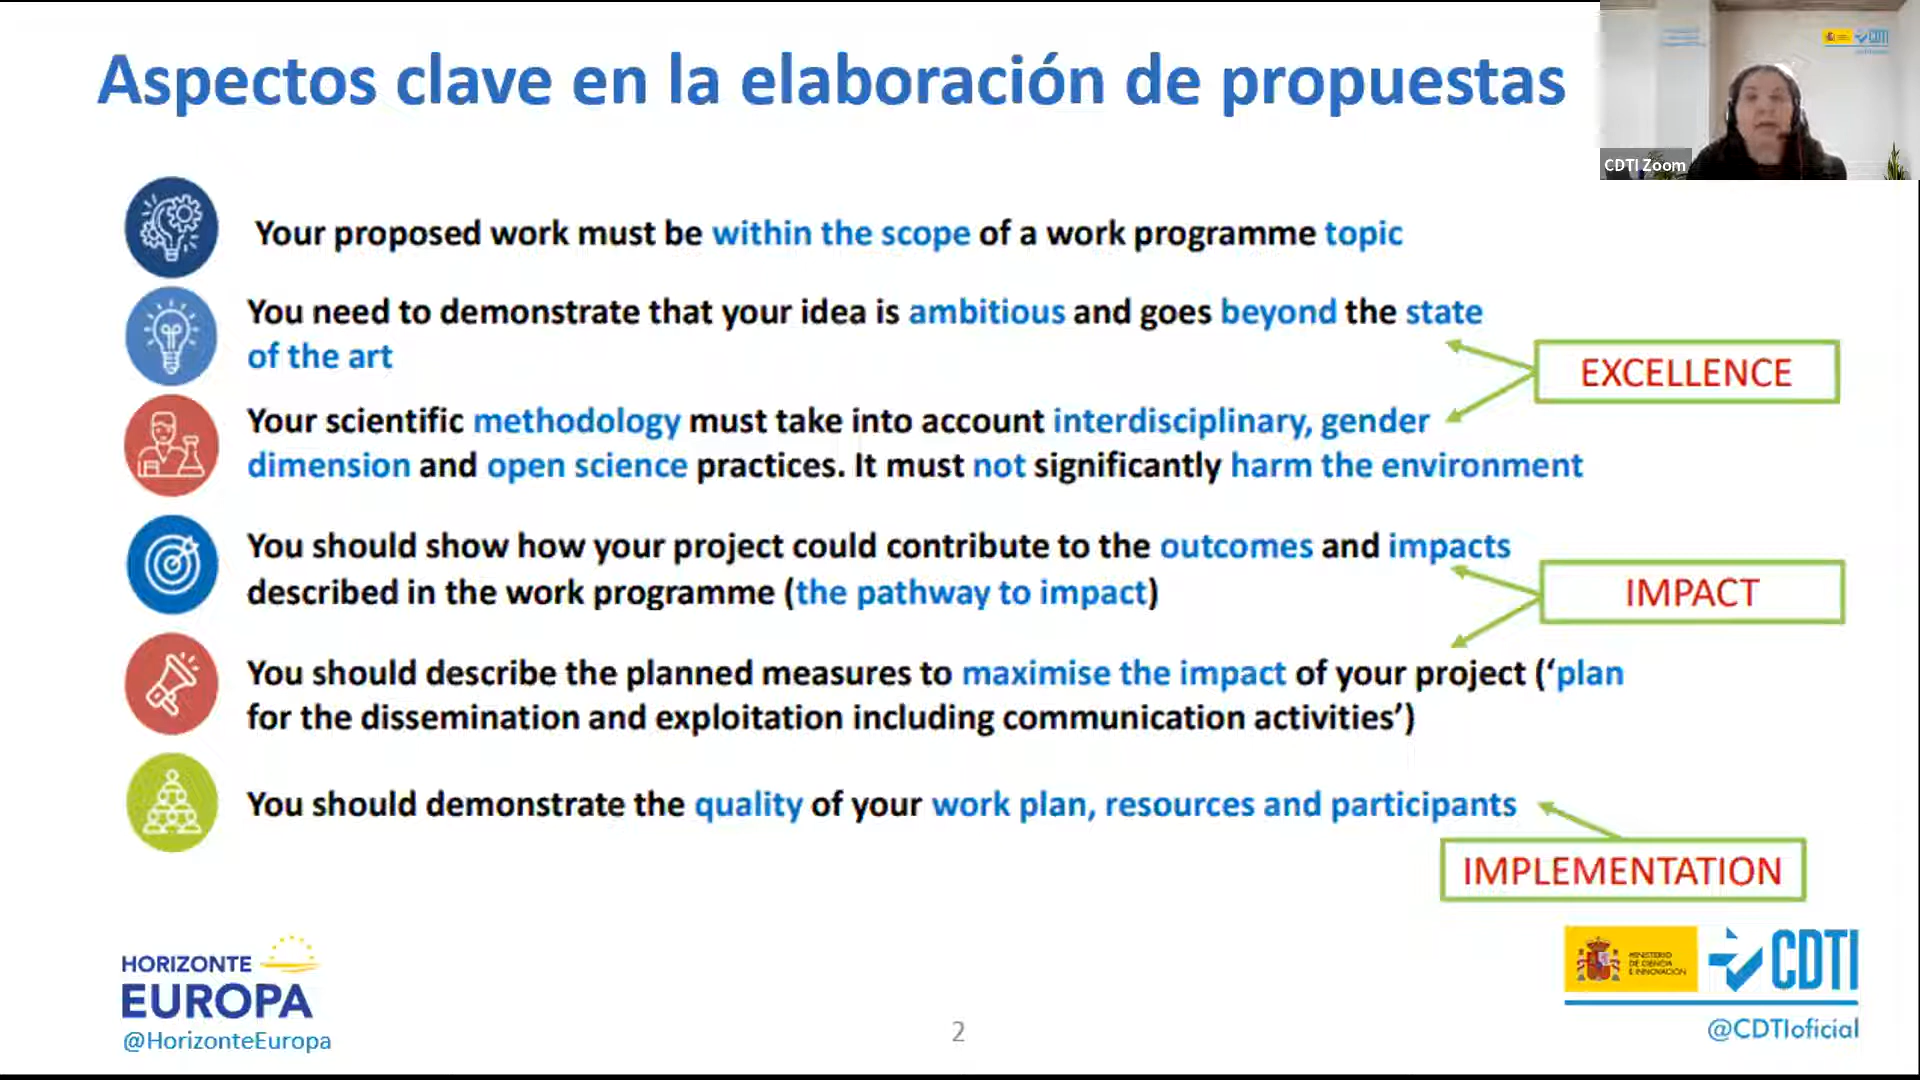 Aspectos clave en la elaboración de propuestas
CDTI
CDTI Zoom
Your proposed work must be within the scope of a work programme topic
You need to demonstrate that your idea is ambitious and goes beyond the state
of the art
EXCELLENCE
Your scientific methodology must take into account interdisciplinary, gender
dimension and open science practices. It must not significantly harm the environment
You should show how your project could contribute to the outcomes and impacts
described in the work programme (the pathway to impact)
IMPACT
You should describe the planned measures to maximise the impact of your project (‘plan
for the dissemination and exploitation including communication activities’)
You should demonstrate the quality of your work plan, resources and participants
IMPLEMENTATION
HORIZONTE
EUROPA
@HorizonteEuropa
2
MINISTERIO
DE CIENCIA
E INNOVACIÓN
CDTI
@CDTIoficial